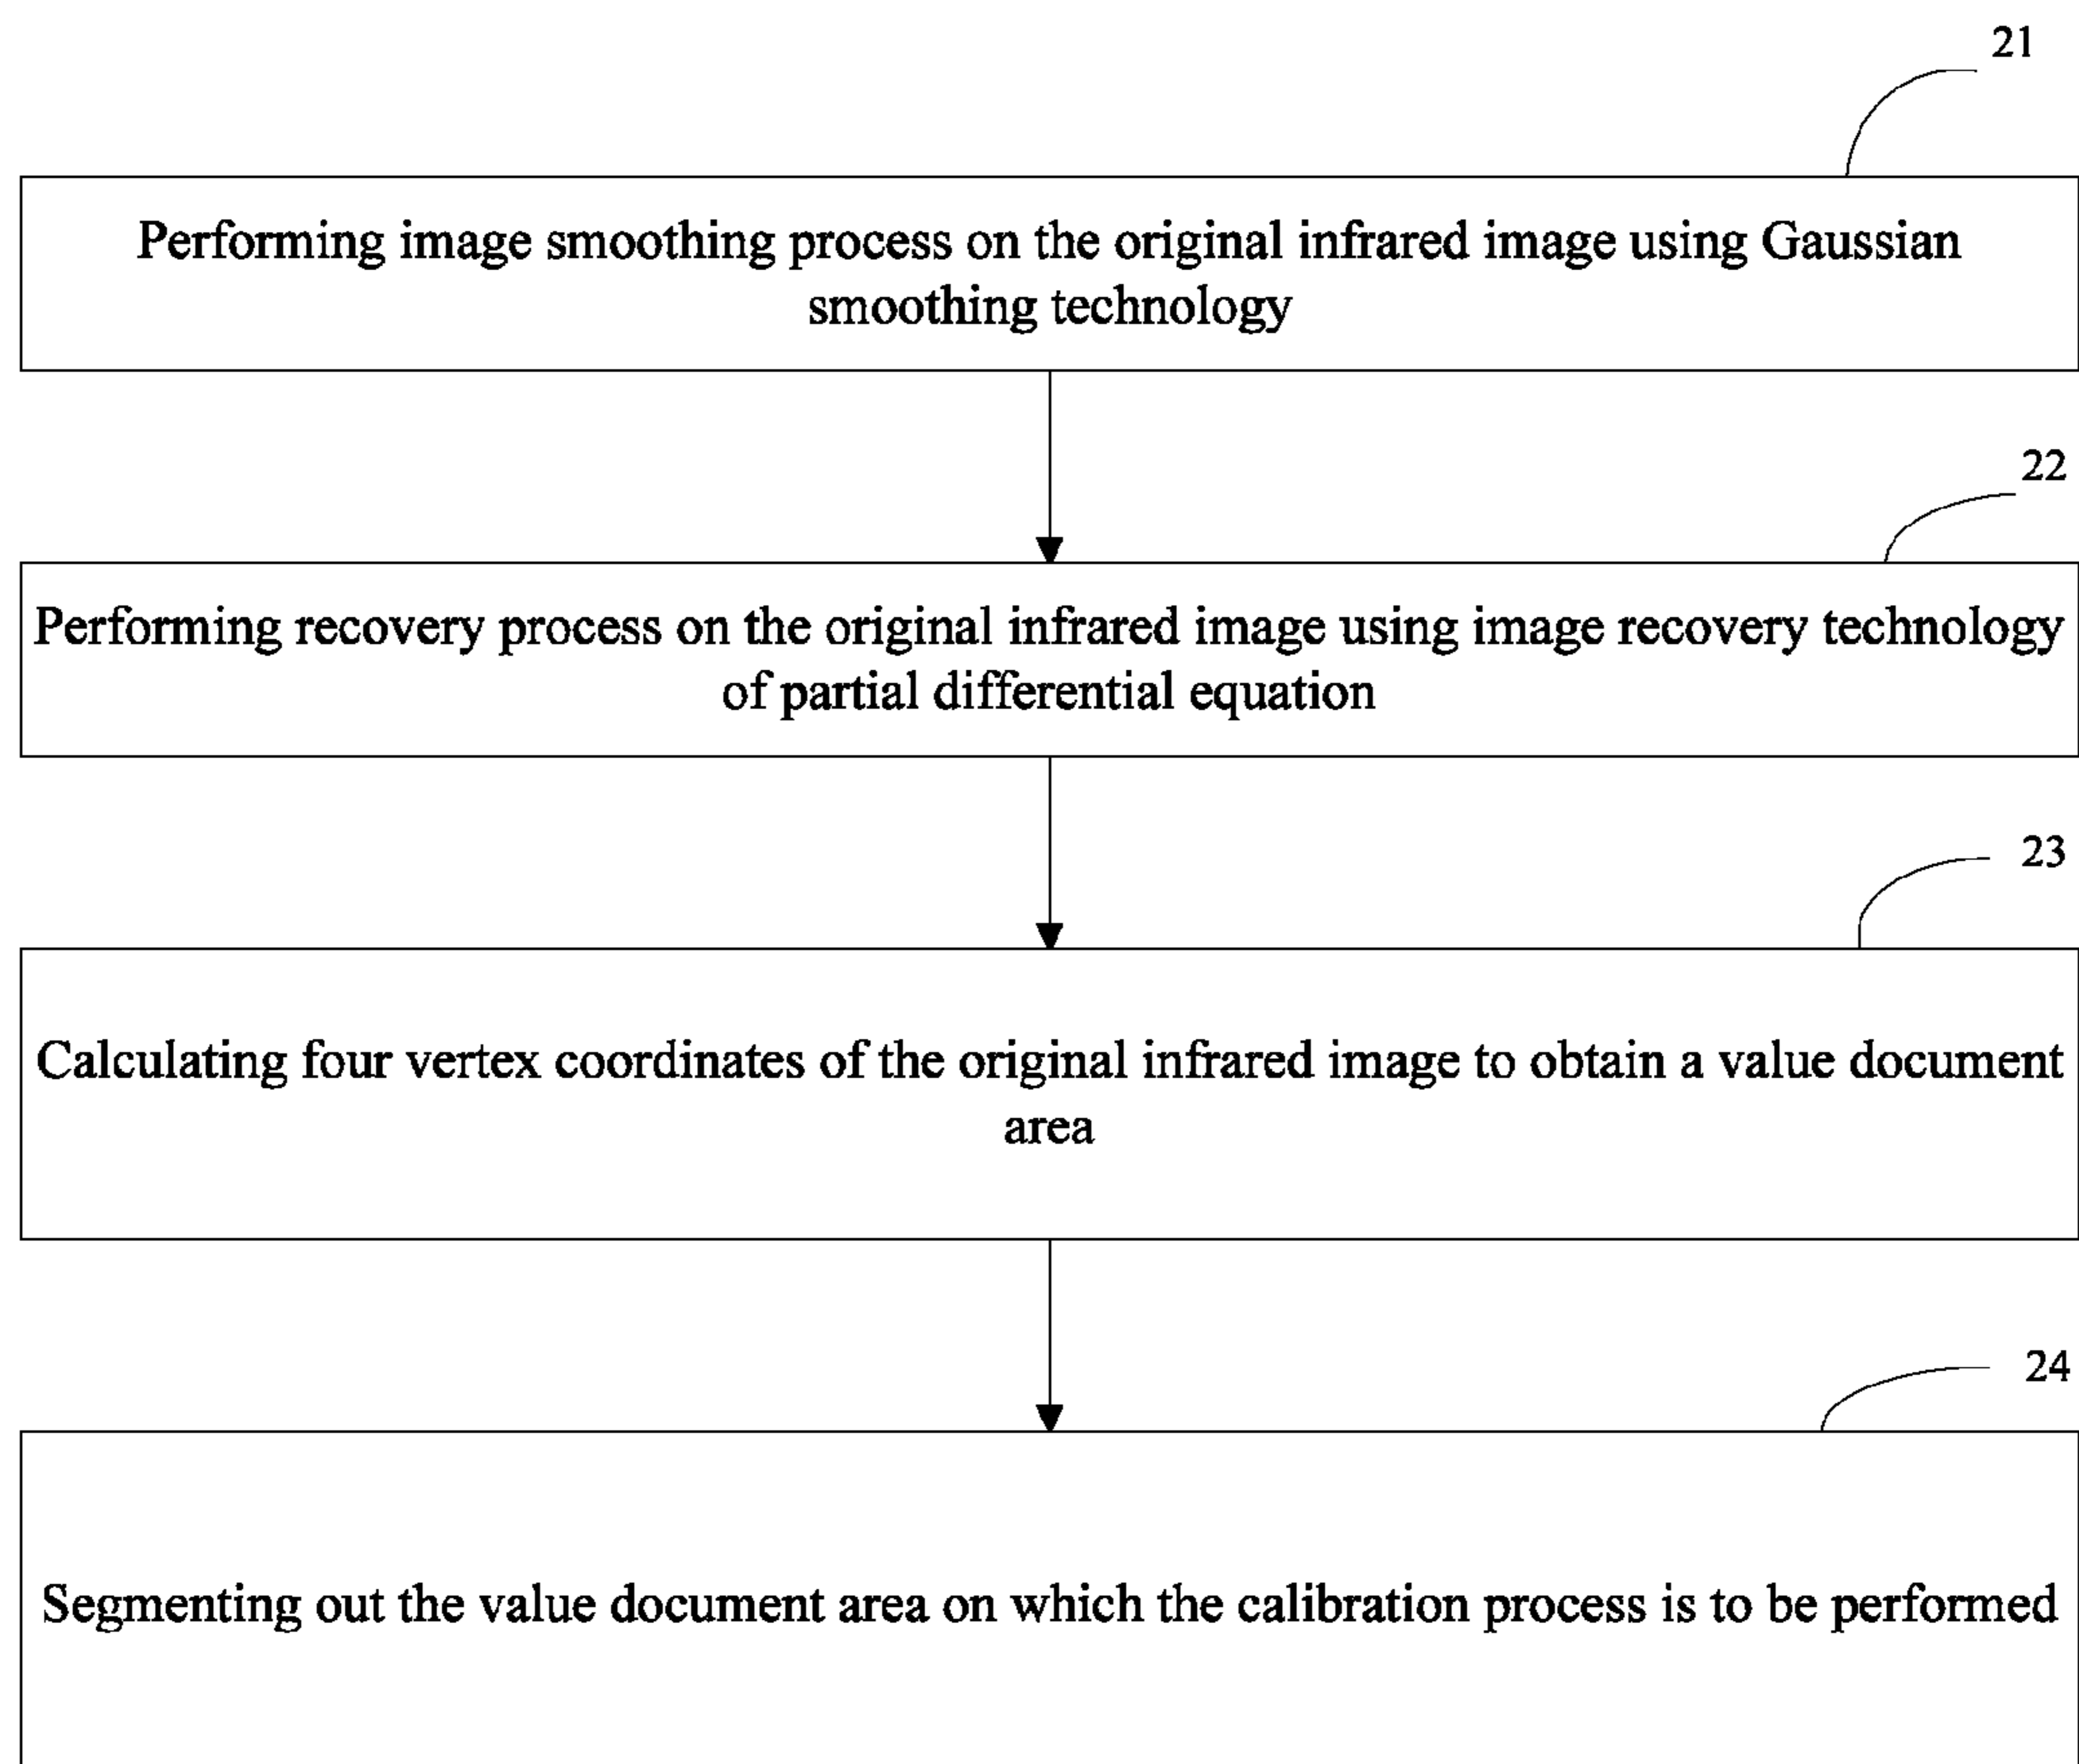 21
Performing image smoothing process on the original infrared image using Gaussian
smoothing technology
22
Performing recovery process on the original infrared image using image recovery technology
of partial differential equation
23
Calculating four vertex coordinates of the original infrared image to obtain a value document
area
24
Segmenting out the value document area on which the calibration process is to be performed